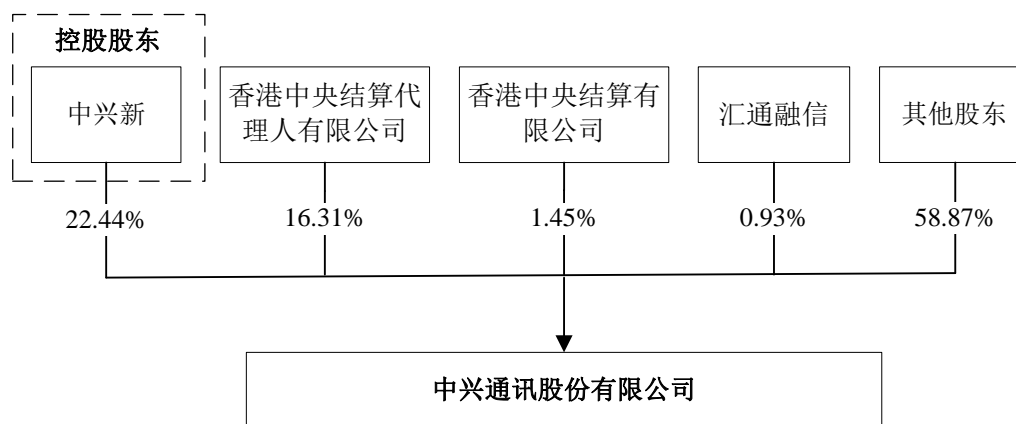 控股股东
中兴新
香港中央结算代
理人有限公司
香港中央结算有
限公司
汇通融信
其他股东
22.44%
16.31%
1.45%
0.93%
58.87%
中兴通讯股份有限公司